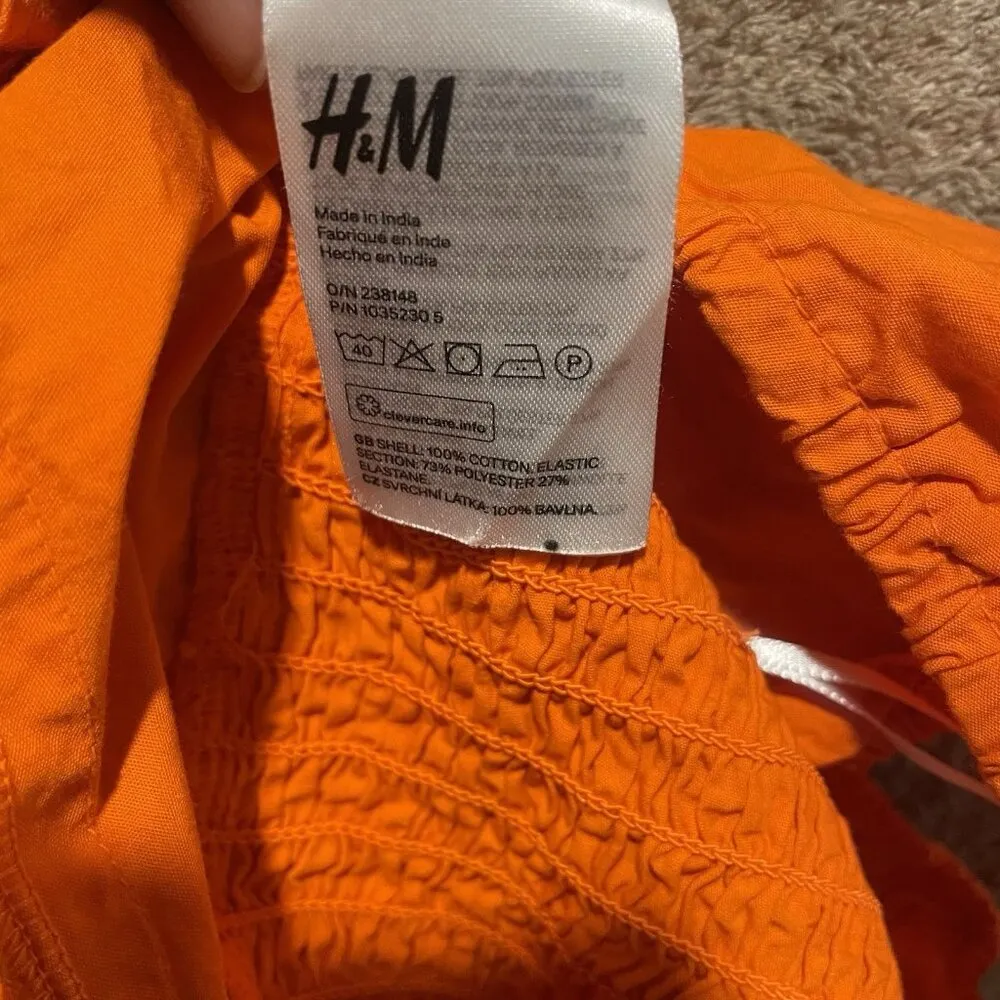 H&M
Made in India
Fabriqué en Inde
Hecho en India
O/N 238148
P/N 1035230 5
40 P
clevercare.info
GB SHELL: 100% COTTON. ELASTIC
SECTION: 73% POLYESTER 27%
ELASTANE.
CZ SVRCHNÍ LÁTKA: 100% BAVLNA.